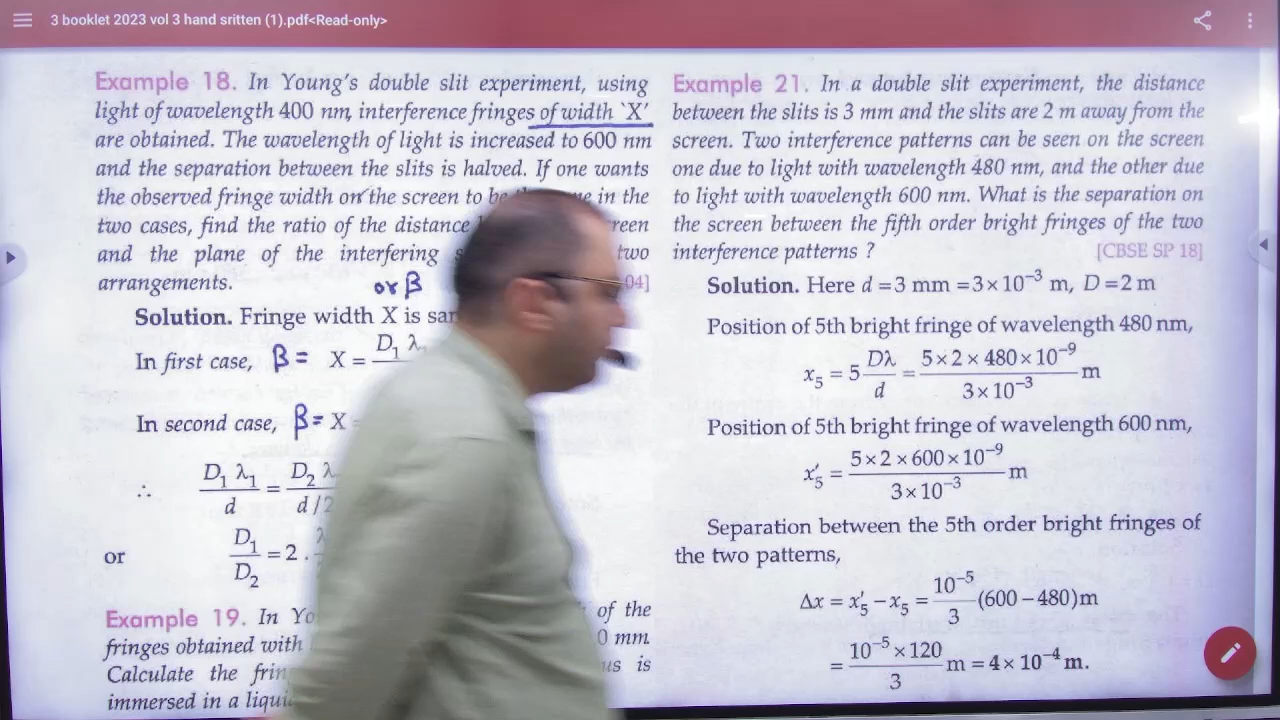 3 booklet 2023 vol 3 hand sritten (1).pdf<Read-only>
Example 18. In Young's double slit experiment, using
light of wavelength 400 nm, interference fringes of width `X'
are obtained. The wavelength of light is increased to 600 nm
and the separation between the slits is halved. If one wants
the observed fringe width on the screen to be in the
two cases, find the ratio of the distance
and the plane of the interfering two
arrangements. 04]
or β
Solution. Fringe width X is
In first case, β = X = D₁ λ
In second case, β = X
∴ D₁ λ₁ / d = D₂ λ / d/2
or D₁ / D₂ = 2 .
Example 19. In of the
fringes obtained with 0 mm
Calculate the is
immersed in a
Example 21. In a double slit experiment, the distance
between the slits is 3 mm and the slits are 2 m away from the
screen. Two interference patterns can be seen on the screen
one due to light with wavelength 480 nm, and the other due
to light with wavelength 600 nm. What is the separation on
the screen between the fifth order bright fringes of the two
interference patterns ? [CBSE SP 18]
Solution. Here d = 3 mm = 3 × 10⁻³ m, D = 2 m
Position of 5th bright fringe of wavelength 480 nm,
x₅ = 5 Dλ / d = 5 × 2 × 480 × 10⁻⁹ / 3 × 10⁻³ m
Position of 5th bright fringe of wavelength 600 nm,
x′₅ = 5 × 2 × 600 × 10⁻⁹ / 3 × 10⁻³ m
Separation between the 5th order bright fringes of
the two patterns,
Δx = x′₅ − x₅ = 10⁻⁵ / 3 (600 − 480) m
= 10⁻⁵ × 120 / 3 m = 4 × 10⁻⁴ m.